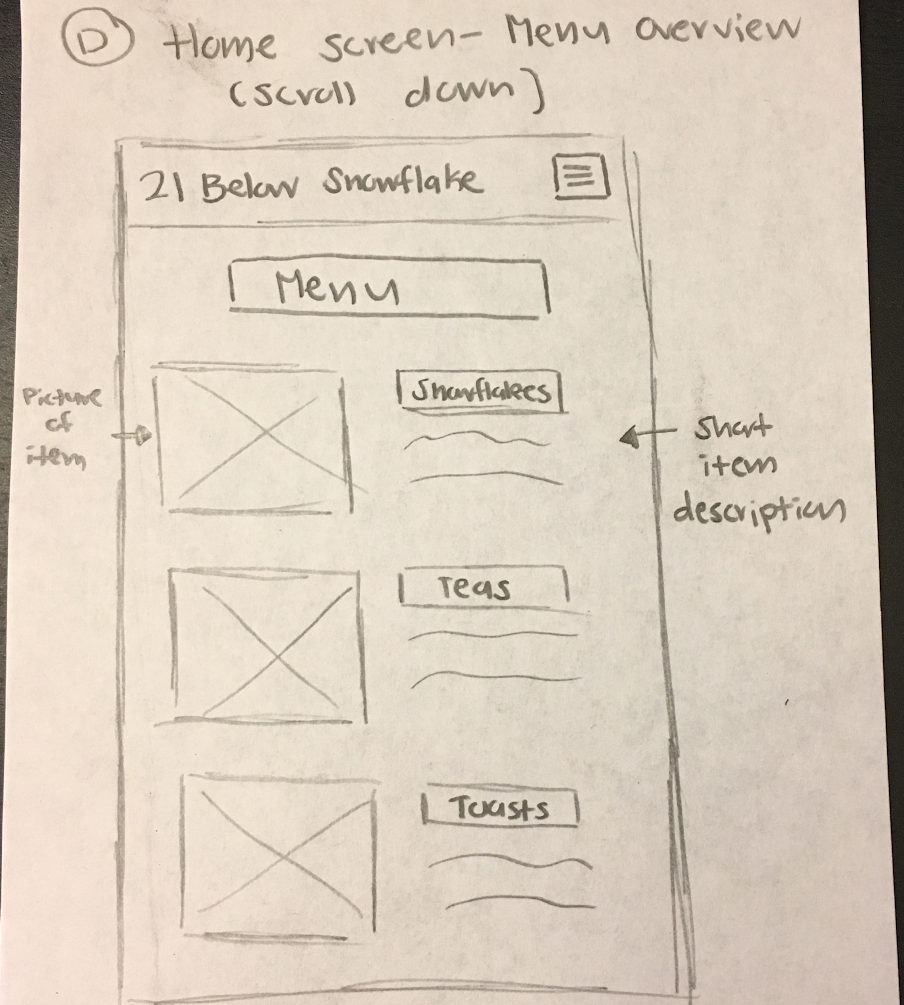 D
Home screen - Menu overview
(scroll down)
21 Below Snowflake
Menu
Picture
of
item
Snowflakes
Short
item
description
Teas
Toasts